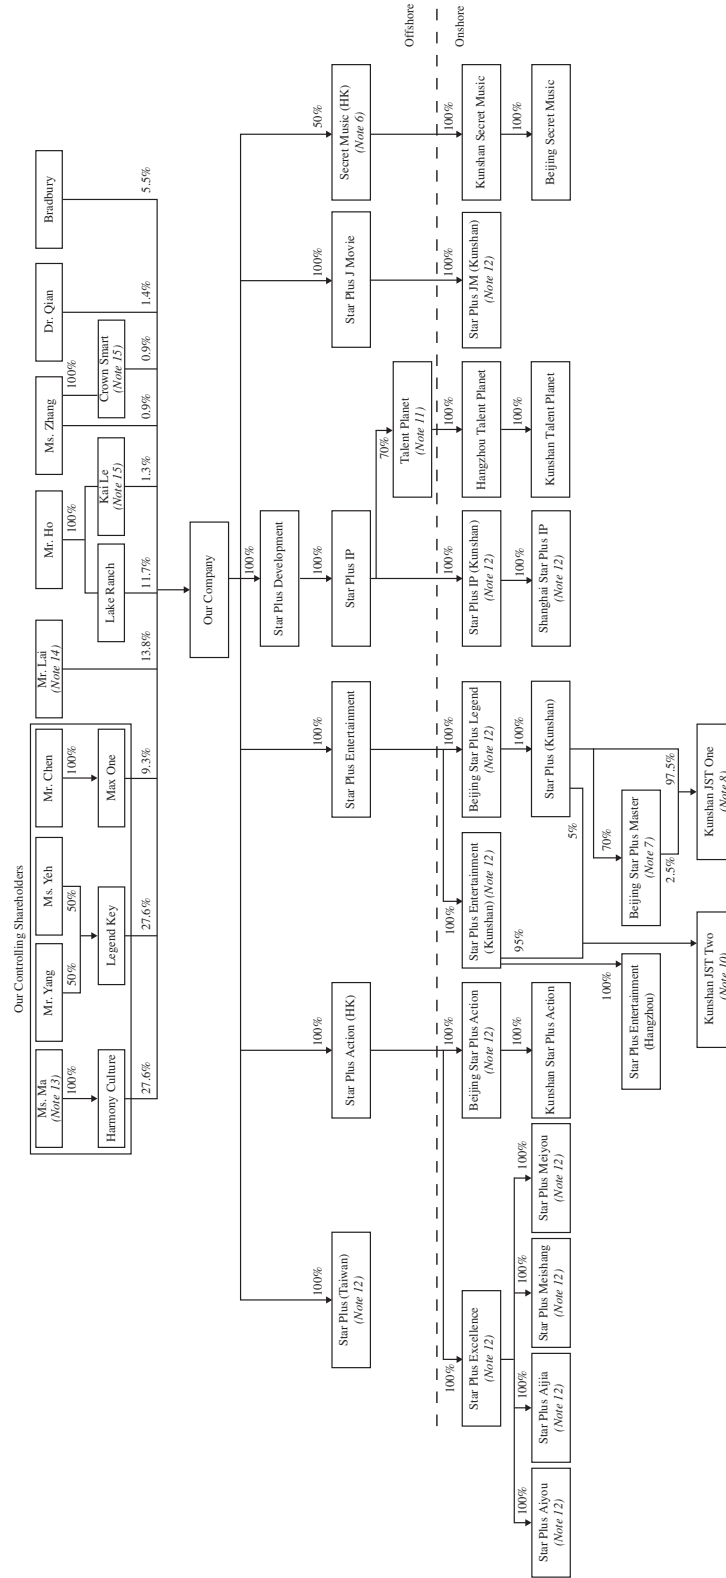 Our Controlling Shareholders
Ms. Ma
(Note 13)
Mr. Yang
Ms. Yeh
Mr. Chen
Mr. Lai
(Note 14)
Mr. Ho
Ms. Zhang
Dr. Qian
Bradbury
100%
50%
50%
100%
100%
100%
Harmony Culture
Legend Key
Max One
Lake Ranch
Kai Le
(Note 15)
Crown Smart
(Note 15)
27.6%
27.6%
9.3%
13.8%
11.7%
1.3%
0.9%
0.9%
1.4%
5.5%
Our Company
100%
Star Plus Development
100%
100%
100%
100%
100%
50%
Star Plus (Taiwan)
(Note 12)
Star Plus Action (HK)
Star Plus Entertainment
Star Plus IP
Star Plus J Movie
Secret Music (HK)
(Note 6)
70%
Talent Planet
(Note 11)
Offshore
Onshore
100%
100%
100%
100%
100%
100%
100%
100%
Star Plus Excellence
(Note 12)
Beijing Star Plus Action
(Note 12)
Star Plus Entertainment
(Kunshan) (Note 12)
Beijing Star Plus Legend
(Note 12)
Star Plus IP (Kunshan)
(Note 12)
Hangzhou Talent Planet
Star Plus JM (Kunshan)
(Note 12)
Kunshan Secret Music
100%
100%
100%
100%
100%
100%
100%
100%
100%
Star Plus Aiyou
(Note 12)
Star Plus Aijia
(Note 12)
Star Plus Meishang
(Note 12)
Star Plus Meiyou
(Note 12)
Kunshan Star Plus Action
Star Plus (Kunshan)
Shanghai Star Plus IP
(Note 12)
Kunshan Talent Planet
Beijing Secret Music
95%
5%
100%
70%
Star Plus Entertainment
(Hangzhou)
Beijing Star Plus Master
(Note 7)
2.5%
97.5%
Kunshan JST Two
(Note 10)
Kunshan JST One
(Note 8)